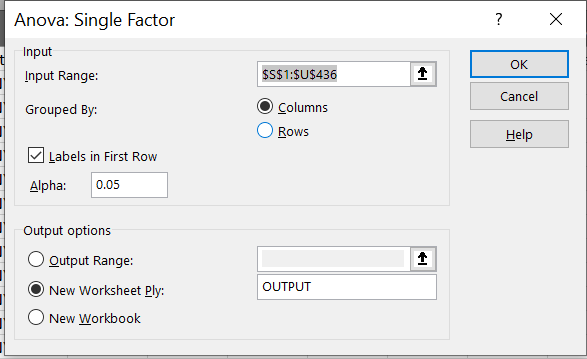 Anova: Single Factor
? ×
Input
Input Range: $S$1:$U$436
Grouped By: Columns
Rows
Labels in First Row
Alpha: 0.05
OK
Cancel
Help
Output options
Output Range:
New Worksheet Ply: OUTPUT
New Workbook